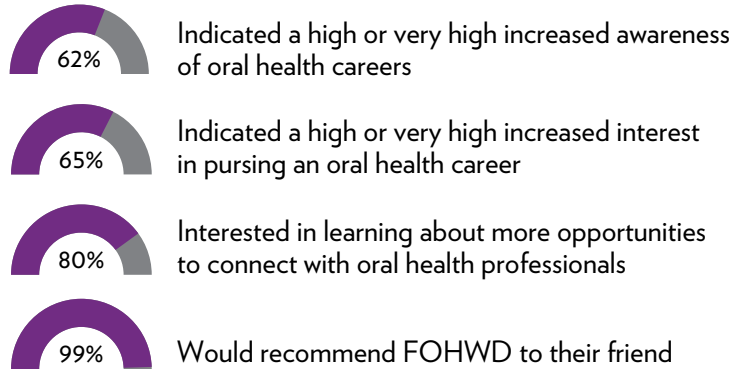 62%
Indicated a high or very high increased awareness
of oral health careers
65%
Indicated a high or very high increased interest
in pursing an oral health career
80%
Interested in learning about more opportunities
to connect with oral health professionals
99%
Would recommend FOHWD to their friend